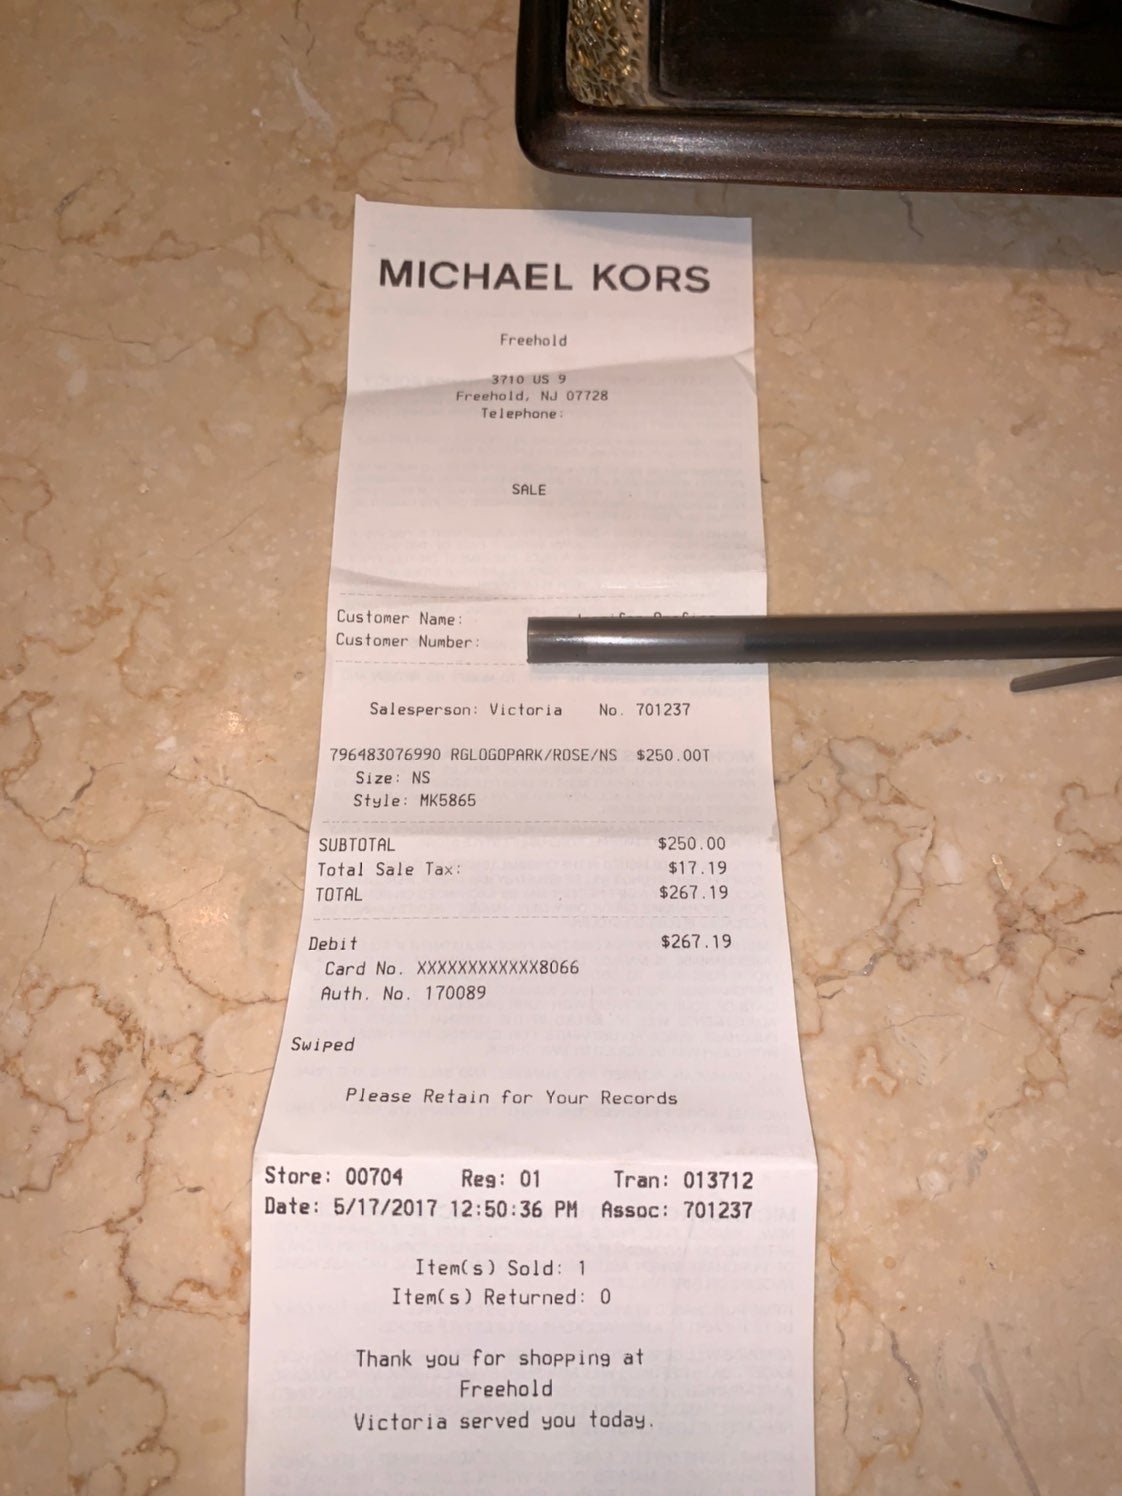 MICHAEL KORS
Freehold
3710 US 9
Freehold, NJ 07728
Telephone:
SALE
Customer Name:
Customer Number:
Salesperson: Victoria No. 701237
796483076990 RGLOGOPARK/ROSE/NS $250.00T
Size: NS
Style: MK5865
SUBTOTAL $250.00
Total Sale Tax: $17.19
TOTAL $267.19
Debit $267.19
Card No. XXXXXXXXXXXX8066
Auth. No. 170089
Swiped
Please Retain for Your Records
Store: 00704 Reg: 01 Tran: 013712
Date: 5/17/2017 12:50:36 PM Assoc: 701237
Item(s) Sold: 1
Item(s) Returned: 0
Thank you for shopping at
Freehold
Victoria served you today.